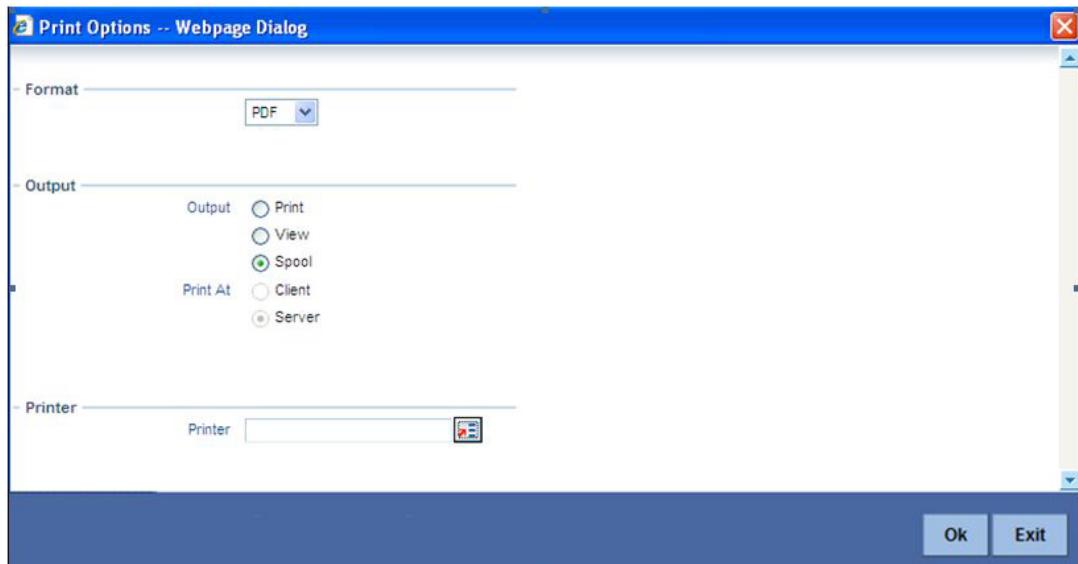 Print Options -- Webpage Dialog
Format
PDF
Output
Output Print
View
Spool
Print At Client
Server
Printer
Printer
Ok Exit